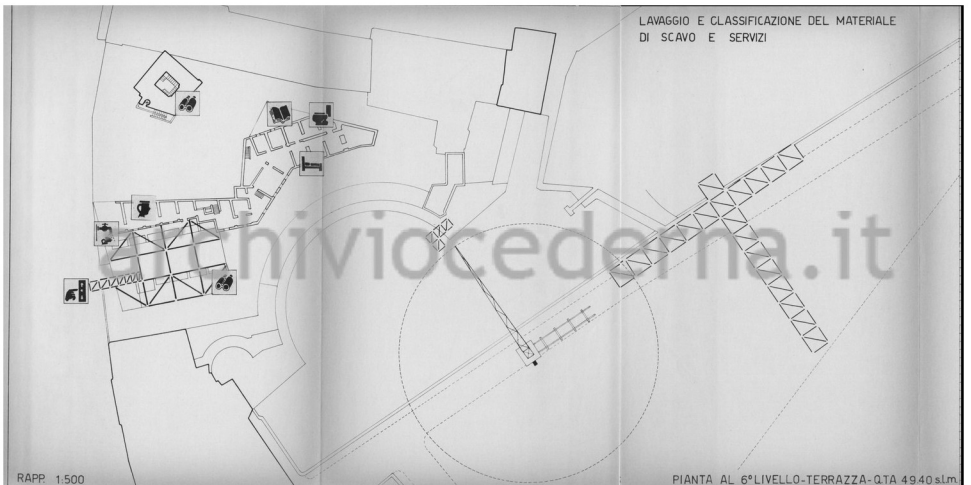 LAVAGGIO E CLASSIFICAZIONE DEL MATERIALE
DI SCAVO E SERVIZI
archiviocederna.it
RAPP. 1:500
PIANTA AL 6° LIVELLO-TERRAZZA-QTA 49.40 s.l.m.